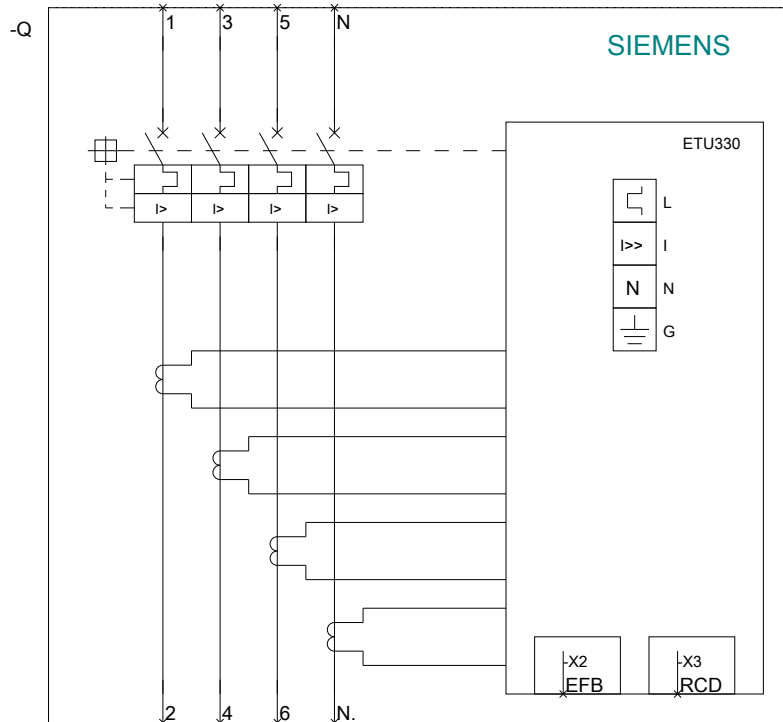 -Q
1 3 5 N
SIEMENS
ETU330
L
I> I> I> I>
I>> I
N N
G
-X2 -X3
EFB RCD
2 4 6 N.